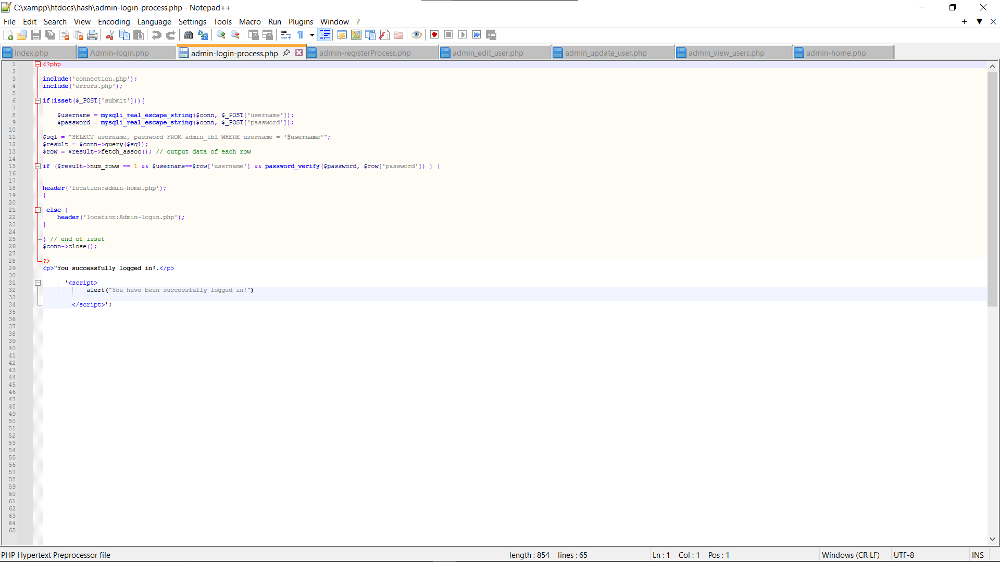 C:\xampp\htdocs\hash\admin-login-process.php - Notepad++
File Edit Search View Encoding Language Settings Tools Macro Run Plugins Window ?
Index.php Admin-login.php admin-login-process.php admin-registerProcess.php admin_edit_user.php admin_update_user.php admin_view_users.php admin-home.php
1 <?php
2
3 include('connection.php');
4 include('errors.php');
5
6 if(isset($_POST['submit'])){
7
8 $username = mysqli_real_escape_string($conn, $_POST['username']);
9 $password = mysqli_real_escape_string($conn, $_POST['password']);
10
11 $sql = "SELECT username, password FROM admin_tbl WHERE username = '$username'";
12 $result = $conn->query($sql);
13 $row = $result->fetch_assoc(); // output data of each row
14
15 if ($result->num_rows == 1 && $username==$row['username'] && password_verify($password, $row['password']) ) {
16
17
18 header('location:admin-home.php');
19 }
20
21 else {
22 header('location:Admin-login.php');
23 }
24
25 } // end of isset
26 $conn->close();
27
28 ?>
29 <p>"You successfully logged in!.</p>
30
31 '<script>
32 alert("You have been successfully logged in!")
33
34 </script>';
35
36
37
38
39
40
41
42
43
44
45
46
47
48
49
50
51
52
53
54
55
56
57
58
59
60
61
62
63
64
65
PHP Hypertext Preprocessor file length : 854 lines : 65 Ln : 1 Col : 1 Pos : 1 Windows (CR LF) UTF-8 INS